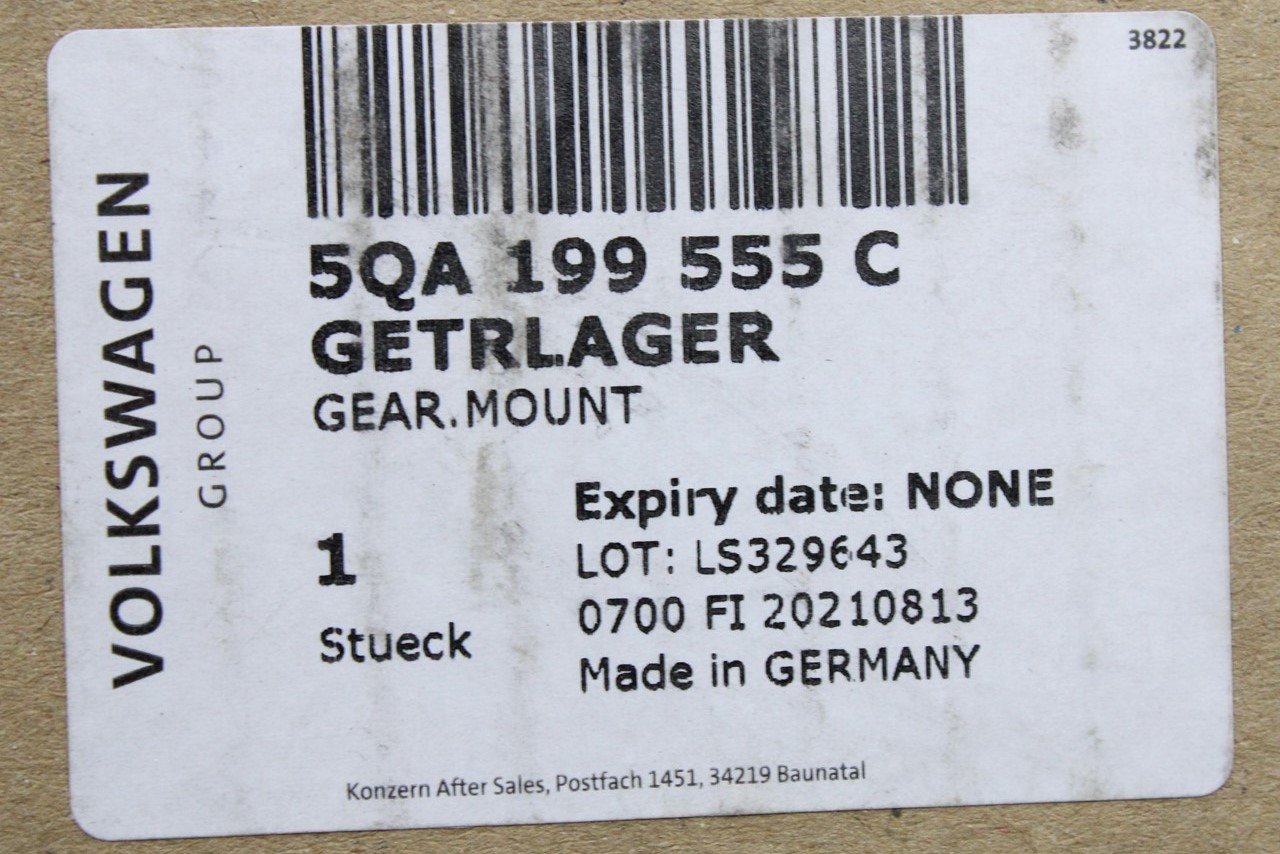 3822
VOLKSWAGEN
GROUP
5QA 199 555 C
GETRLAGER
GEAR.MOUNT
1
Stueck
Expiry date: NONE
LOT: LS329643
0700 FI 20210813
Made in GERMANY
Konzern After Sales, Postfach 1451, 34219 Baunatal